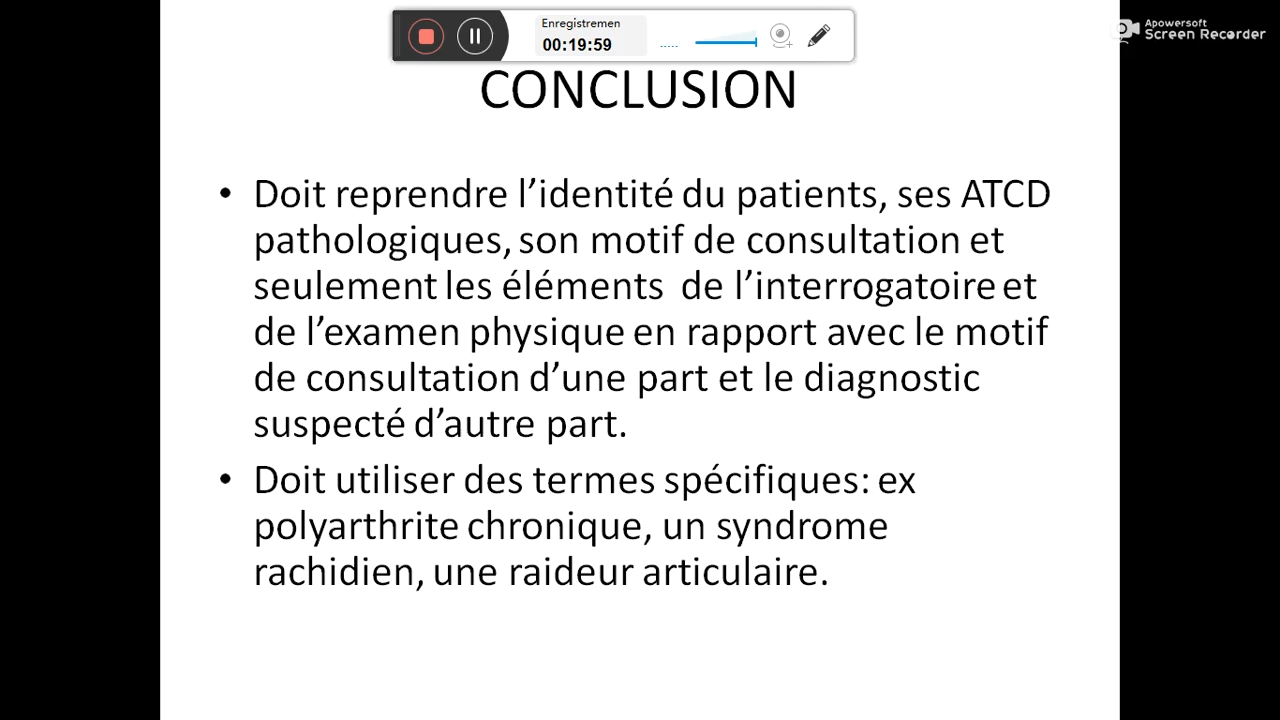 Enregistremen
00:19:59
Apowersoft
Screen Recorder
CONCLUSION
• Doit reprendre l’identité du patients, ses ATCD
pathologiques, son motif de consultation et
seulement les éléments de l’interrogatoire et
de l’examen physique en rapport avec le motif
de consultation d’une part et le diagnostic
suspecté d’autre part.
• Doit utiliser des termes spécifiques: ex
polyarthrite chronique, un syndrome
rachidien, une raideur articulaire.